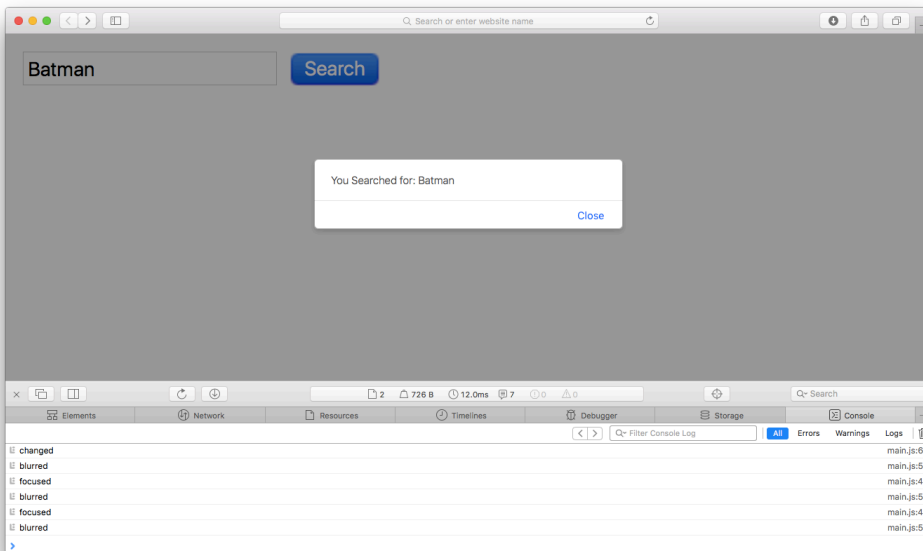 Search or enter website name
Batman Search
You Searched for: Batman
Close
2 726 B 12.0ms 7 0 0 Search
Elements Network Resources Timelines Debugger Storage Console
Filter Console Log All Errors Warnings Logs
changed main.js:6
blurred main.js:5
focused main.js:4
blurred main.js:5
focused main.js:4
blurred main.js:5